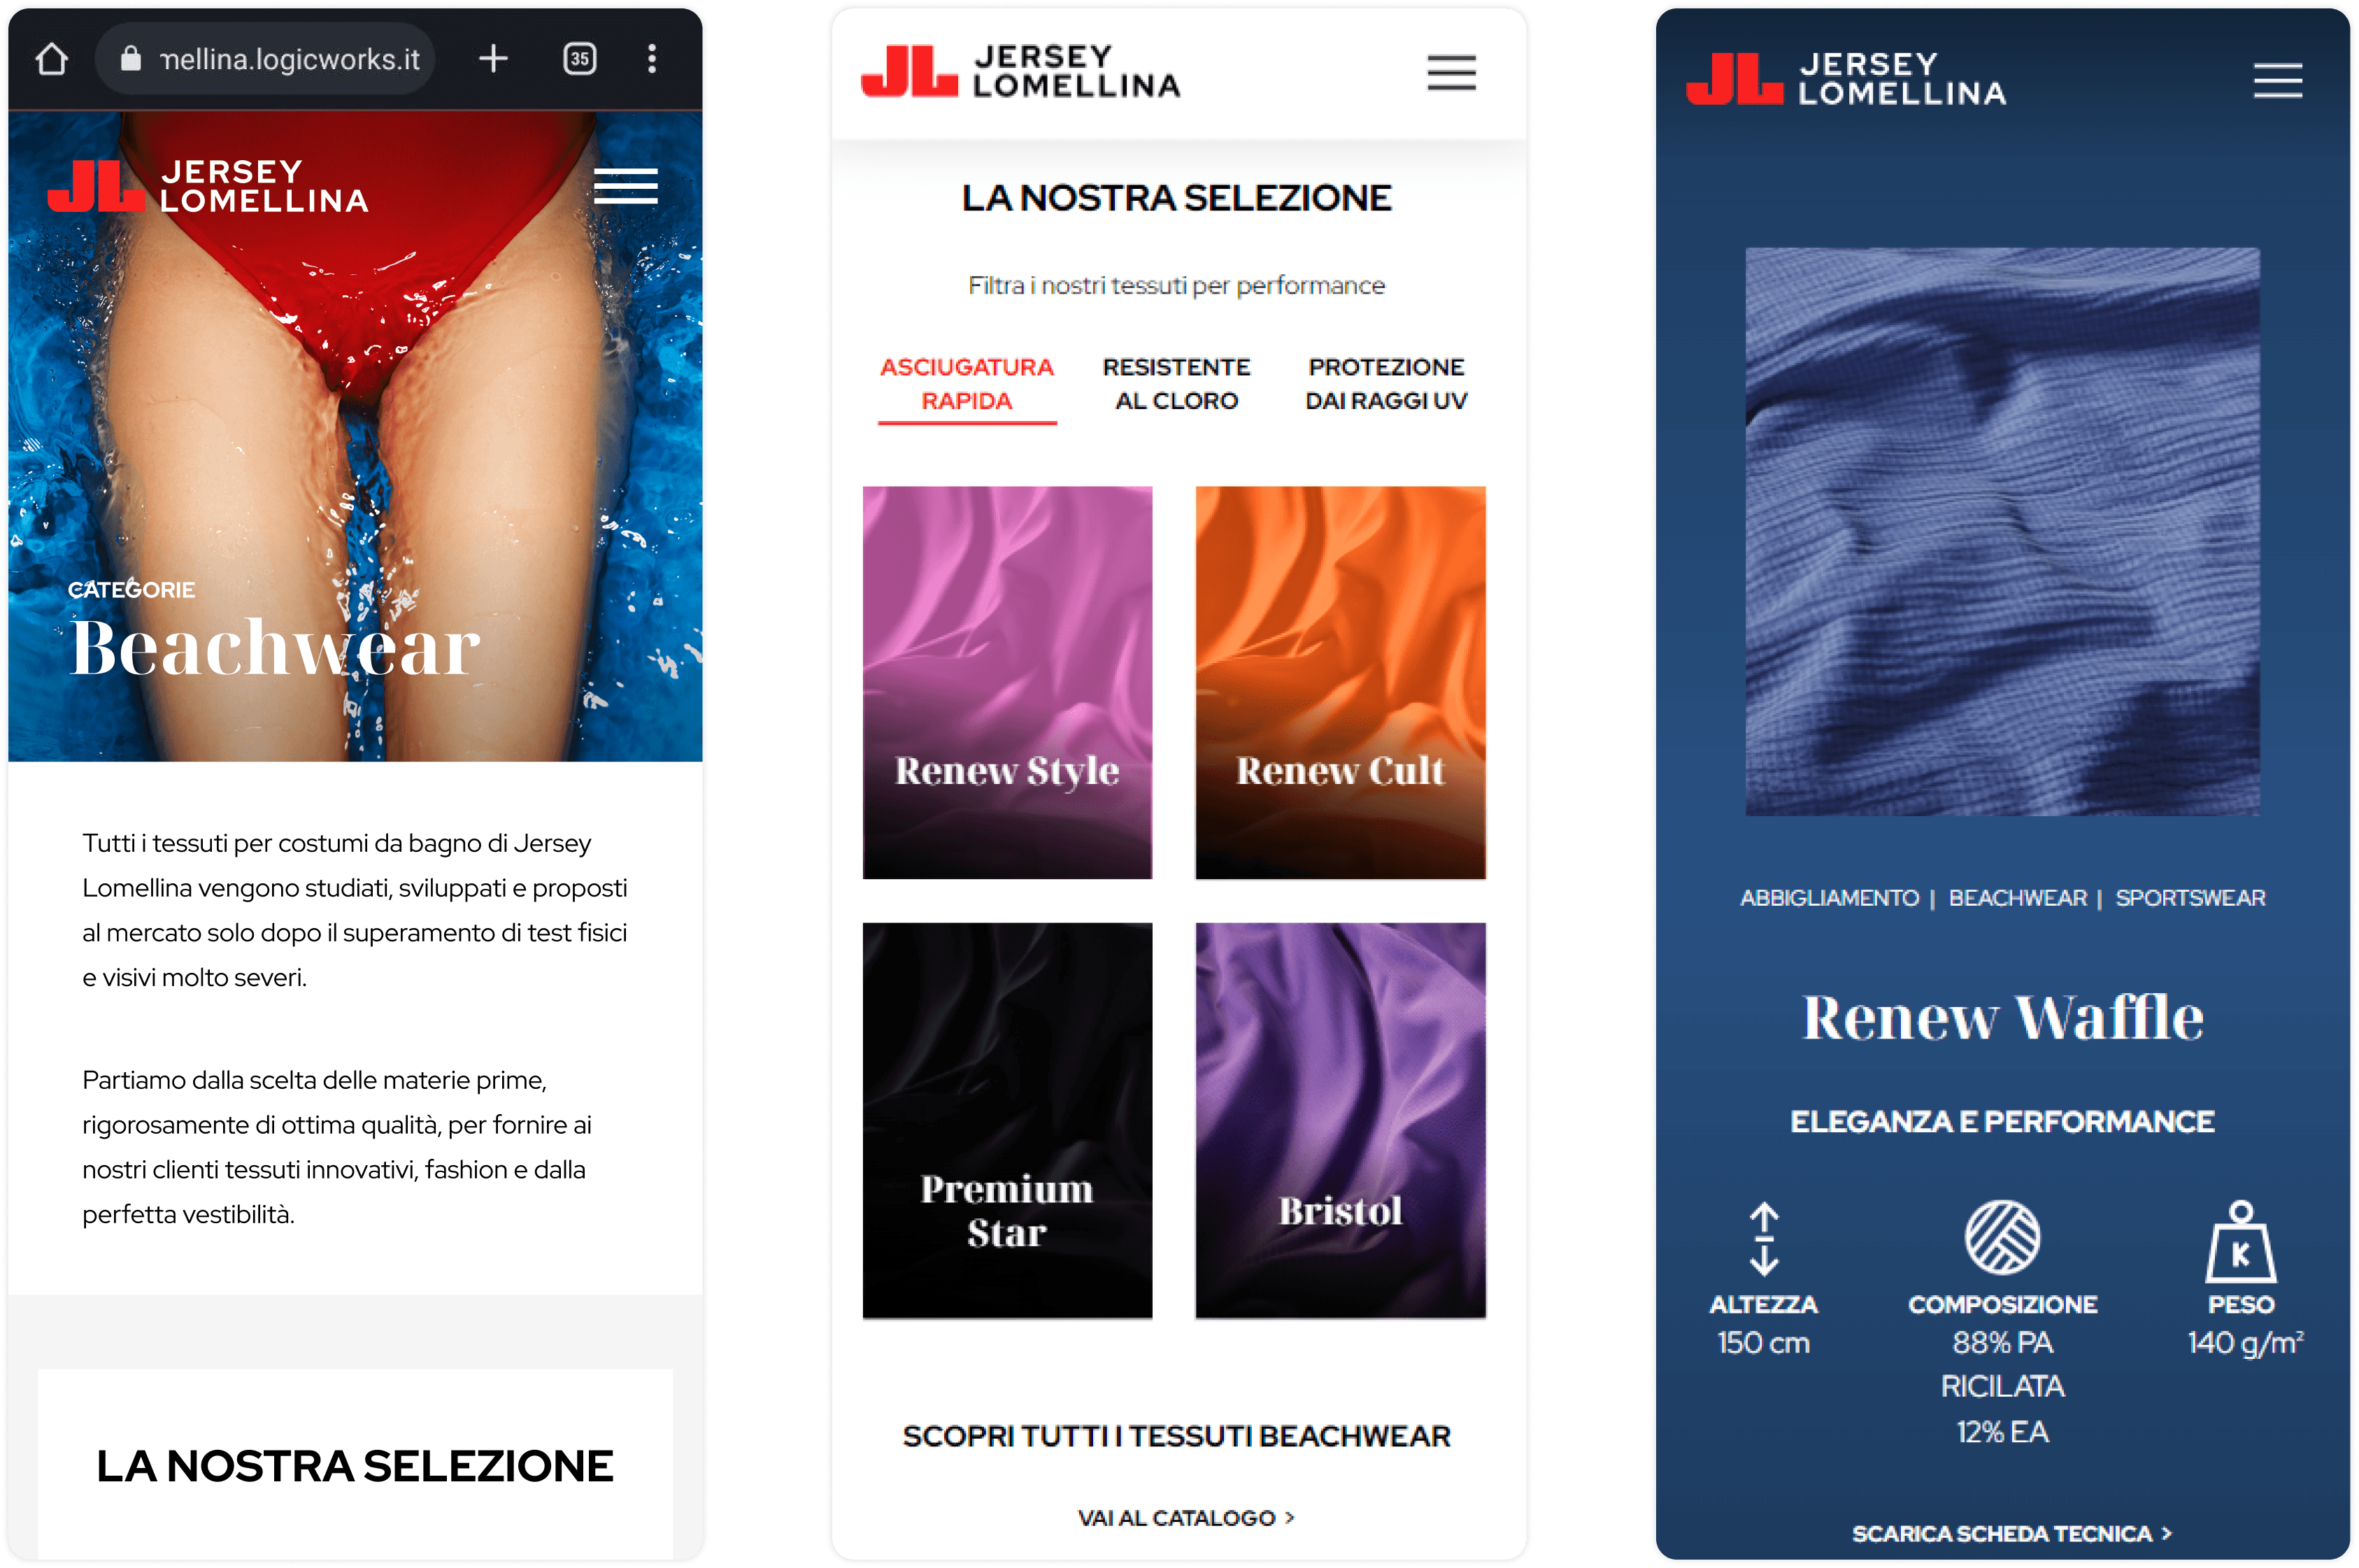 mellina.logicworks.it
35
JL JERSEY
LOMELLINA
CATEGORIE
Beachwear
Tutti i tessuti per costumi da bagno di Jersey
Lomellina vengono studiati, sviluppati e proposti
al mercato solo dopo il superamento di test fisici
e visivi molto severi.
Partiamo dalla scelta delle materie prime,
rigorosamente di ottima qualità, per fornire ai
nostri clienti tessuti innovativi, fashion e dalla
perfetta vestibilità.
LA NOSTRA SELEZIONE
JL JERSEY
LOMELLINA
LA NOSTRA SELEZIONE
Filtra i nostri tessuti per performance
ASCIUGATURA
RAPIDA
RESISTENTE
AL CLORO
PROTEZIONE
DAI RAGGI UV
Renew Style
Renew Cult
Premium
Star
Bristol
SCOPRI TUTTI I TESSUTI BEACHWEAR
VAI AL CATALOGO >
JL JERSEY
LOMELLINA
ABBIGLIAMENTO | BEACHWEAR | SPORTSWEAR
Renew Waffle
ELEGANZA E PERFORMANCE
ALTEZZA
150 cm
COMPOSIZIONE
88% PA
RICILATA
12% EA
K
PESO
140 g/m²
SCARICA SCHEDA TECNICA >